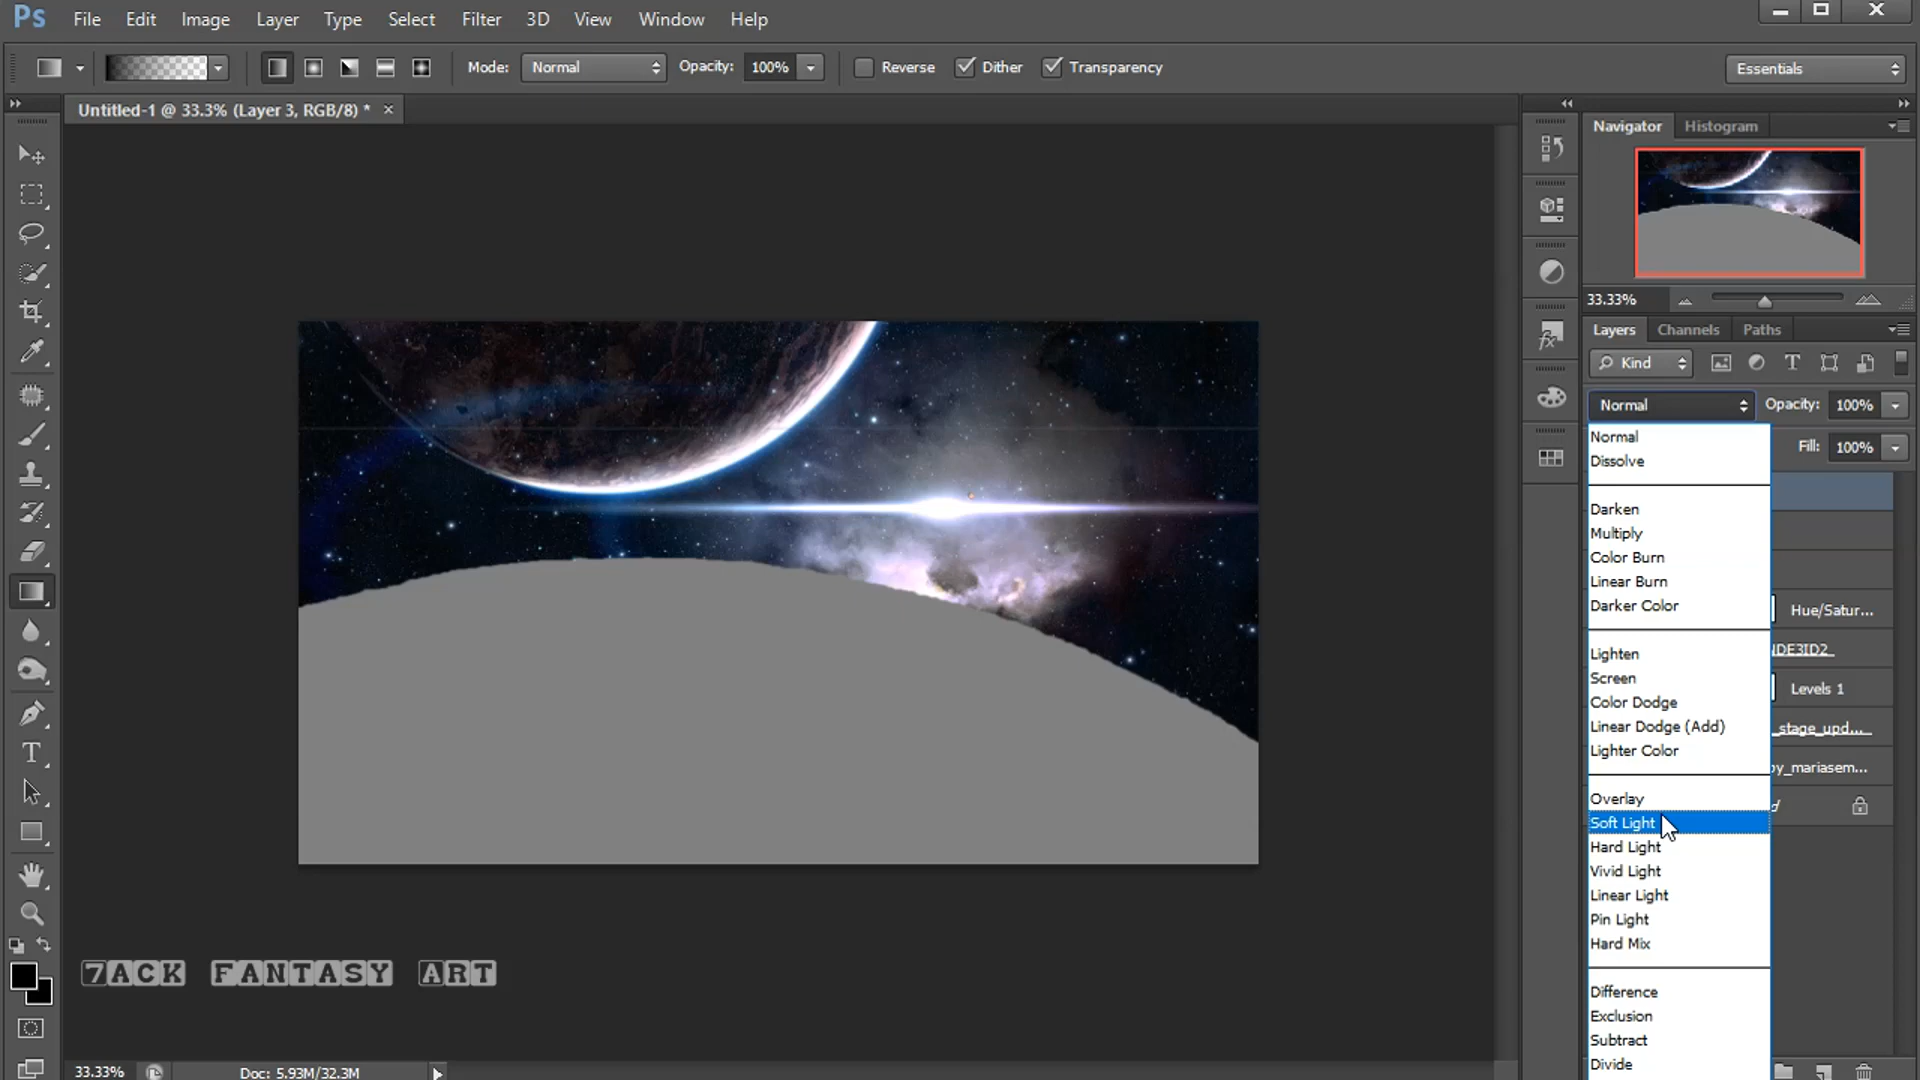 Ps File Edit Image Layer Type Select Filter 3D View Window Help
Mode: Normal Opacity: 100% Reverse Dither Transparency Essentials
Untitled-1 @ 33.3% (Layer 3, RGB/8) * ×
Navigator Histogram
33.33%
Layers Channels Paths
Kind
Normal Opacity: 100%
Fill: 100%
Normal
Dissolve
Darken
Multiply
Color Burn
Linear Burn
Darker Color
Lighten
Screen
Color Dodge
Linear Dodge (Add)
Lighter Color
Overlay
Soft Light
Hard Light
Vivid Light
Linear Light
Pin Light
Hard Mix
Difference
Exclusion
Subtract
Divide
Hue/Satur...
NDE3ID2_
Levels 1
_stage_upd...
by_mariasem...
d
7ACK FANTASY ART
33.33% Doc: 5.93M/32.3M